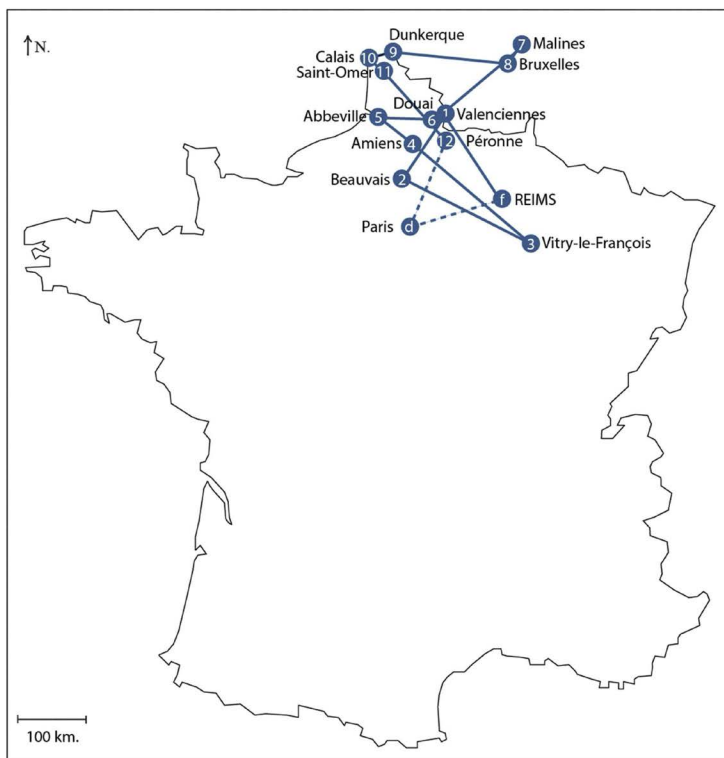 ↑N.
Dunkerque
9
7 Malines
Calais 10
8 Bruxelles
Saint-Omer 11
Douai
1 Valenciennes
Abbeville 5
6
Amiens 4
12 Péronne
Beauvais 2
f REIMS
Paris d
3 Vitry-le-François
100 km.